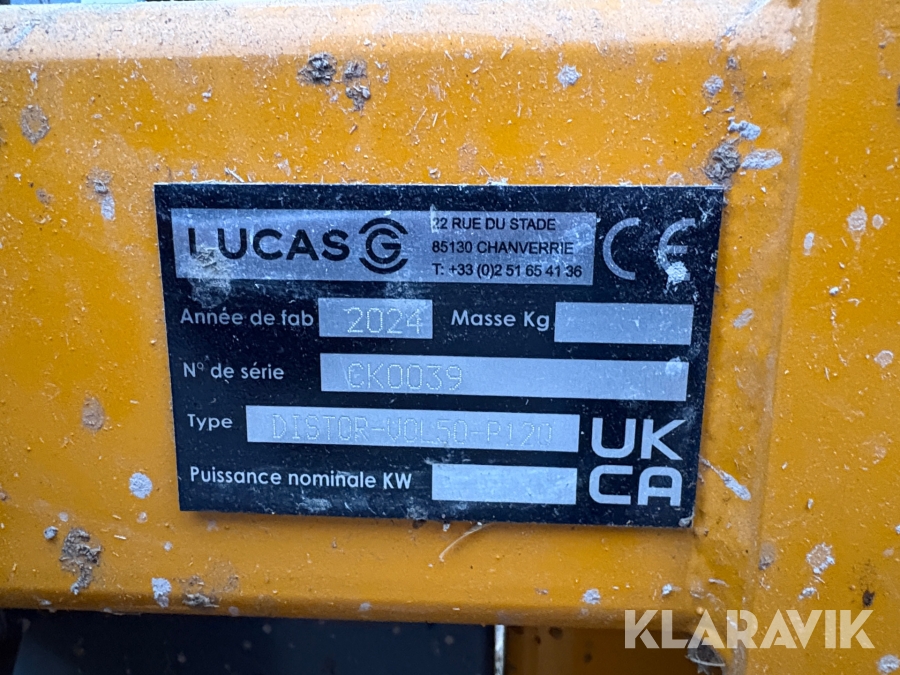 LUCAS G
22 RUE DU STADE
85130 CHANVERRIE
T: +33 (0)2 51 65 41 36
CE
Année de fab 2024 Masse Kg
N° de série CK0039
Type DISTOR-VOL50-P120
Puissance nominale KW
UK
CA
KLARAVIK